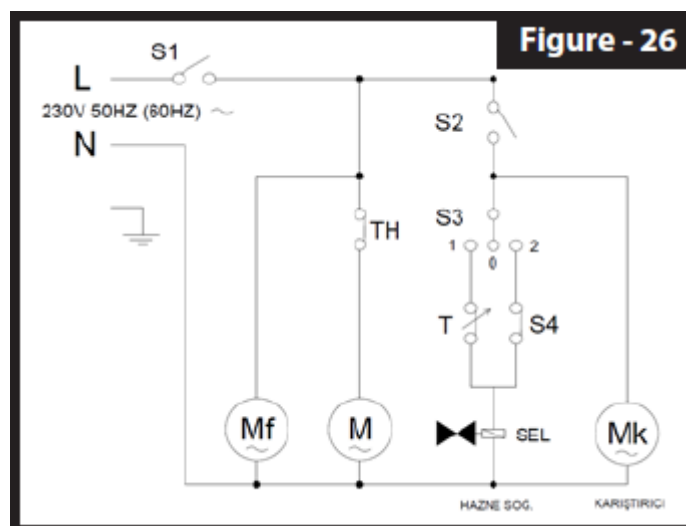 Figure - 26
S1
L
230V 50HZ (60HZ) ~
N
S2
S3
TH
1
0
2
T
S4
Mf
M
SEL
Mk
HAZNE SOĞ.
KARIŞTIRICI